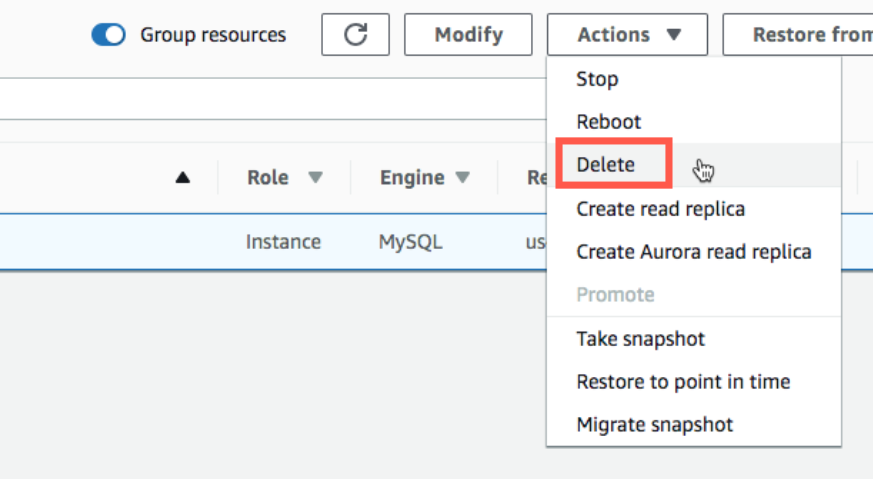 Group resources
Modify
Actions
Restore from
Stop
Reboot
Delete
Role
Engine
Create read replica
Instance
MySQL
us
Create Aurora read replica
Promote
Take snapshot
Restore to point in time
Migrate snapshot